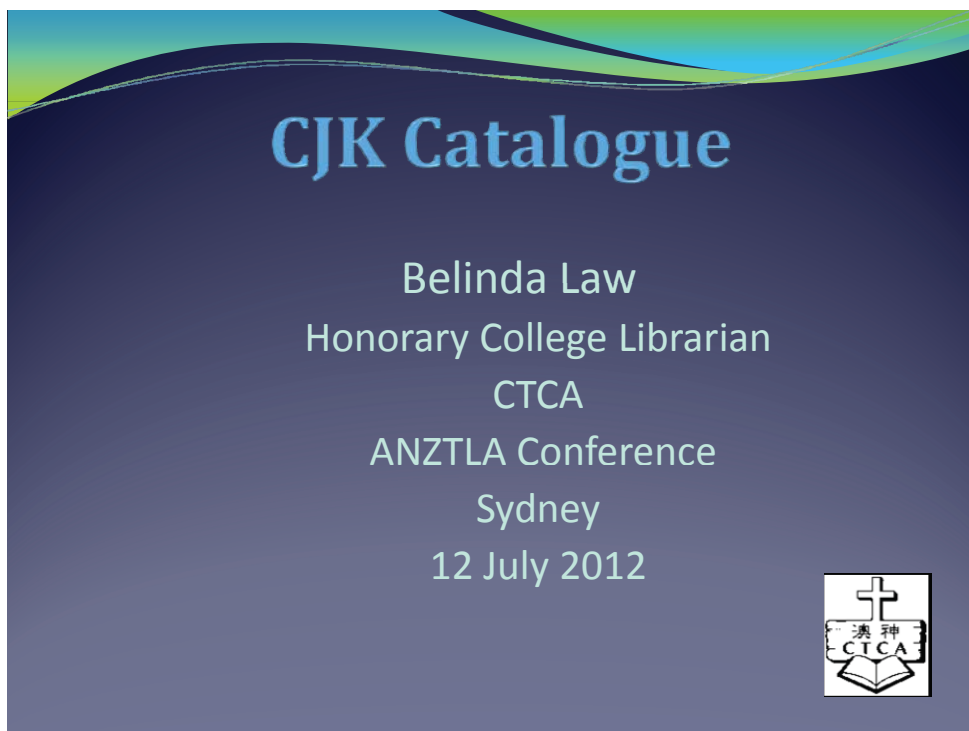 CJK Catalogue
Belinda Law
Honorary College Librarian
CTCA
ANZTLA Conference
Sydney
12 July 2012
澳神
CTCA